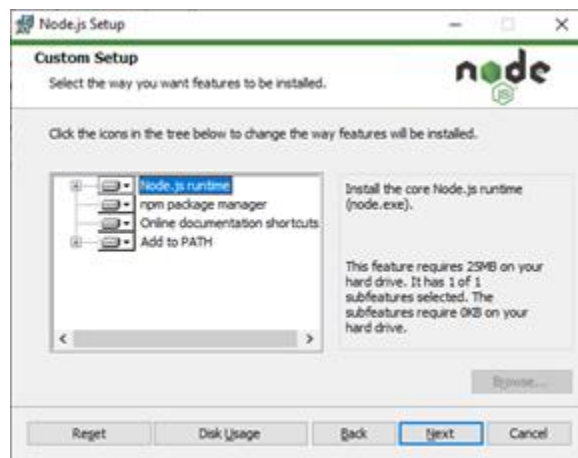 Node.js Setup
Custom Setup
Select the way you want features to be installed.
node
JS
Click the icons in the tree below to change the way features will be installed.
Node.js runtime
npm package manager
Online documentation shortcuts
Add to PATH
Install the core Node.js runtime
(node.exe).
This feature requires 25MB on your
hard drive. It has 1 of 1
subfeatures selected. The
subfeatures require 0KB on your
hard drive.
Browse...
Reset
Disk Usage
Back
Next
Cancel